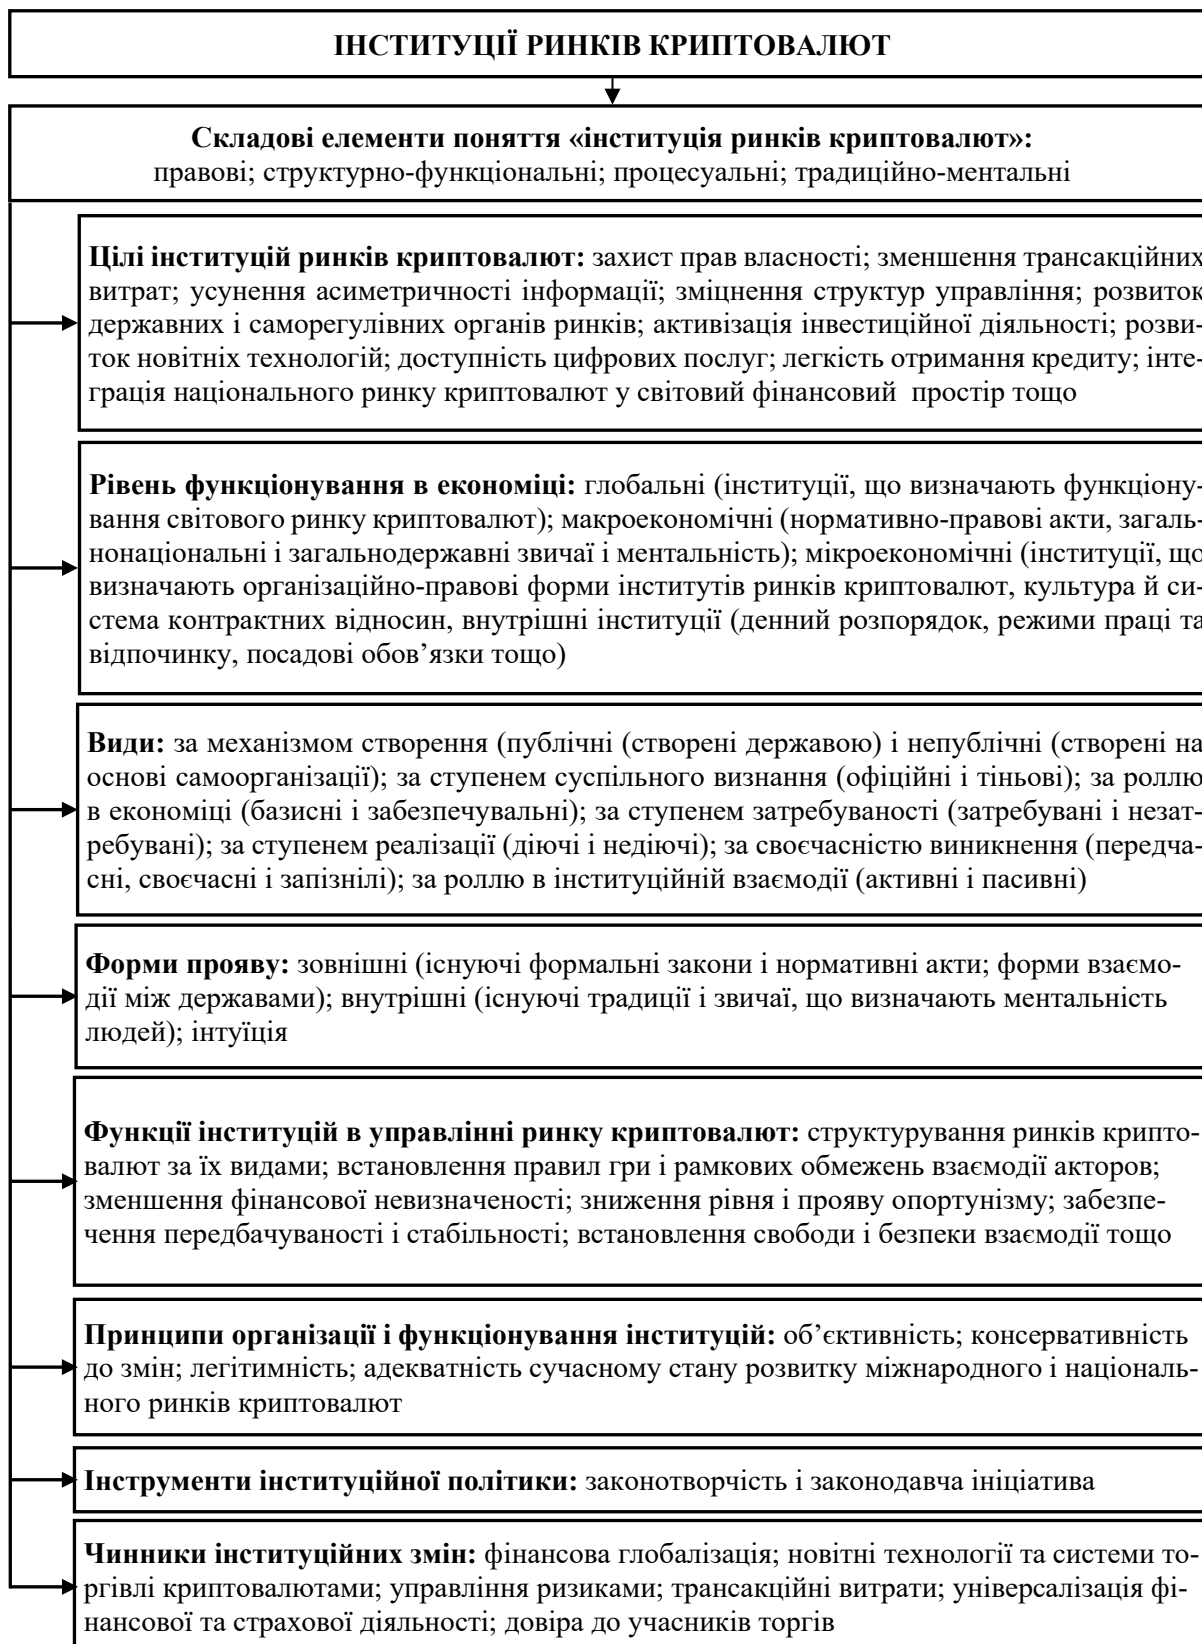 ІНСТИТУЦІЇ РИНКІВ КРИПТОВАЛЮТ
Складові елементи поняття «інституція ринків криптовалют»:
правові; структурно-функціональні; процесуальні; традиційно-ментальні
Цілі інституцій ринків криптовалют: захист прав власності; зменшення трансакційних
витрат; усунення асиметричності інформації; зміцнення структур управління; розвиток
державних і саморегулівних органів ринків; активізація інвестиційної діяльності; розви-
ток новітніх технологій; доступність цифрових послуг; легкість отримання кредиту; інте-
грація національного ринку криптовалют у світовий фінансовий простір тощо
Рівень функціонування в економіці: глобальні (інституції, що визначають функціону-
вання світового ринку криптовалют); макроекономічні (нормативно-правові акти, загаль-
нонаціональні і загальнодержавні звичаї і ментальність); мікроекономічні (інституції, що
визначають організаційно-правові форми інститутів ринків криптовалют, культура й си-
стема контрактних відносин, внутрішні інституції (денний розпорядок, режими праці та
відпочинку, посадові обов’язки тощо)
Види: за механізмом створення (публічні (створені державою) і непублічні (створені на
основі самоорганізації); за ступенем суспільного визнання (офіційні і тіньові); за роллю
в економіці (базисні і забезпечувальні); за ступенем затребуваності (затребувані і незат-
ребувані); за ступенем реалізації (діючі і недіючі); за своєчасністю виникнення (передча-
сні, своєчасні і запізнілі); за роллю в інституційній взаємодії (активні і пасивні)
Форми прояву: зовнішні (існуючі формальні закони і нормативні акти; форми взаємо-
дії між державами); внутрішні (існуючі традиції і звичаї, що визначають ментальність
людей); інтуїція
Функції інституцій в управлінні ринку криптовалют: структурування ринків крипто-
валют за їх видами; встановлення правил гри і рамкових обмежень взаємодії акторов;
зменшення фінансової невизначеності; зниження рівня і прояву опортунізму; забезпе-
чення передбачуваності і стабільності; встановлення свободи і безпеки взаємодії тощо
Принципи організації і функціонування інституцій: об’єктивність; консервативність
до змін; легітимність; адекватність сучасному стану розвитку міжнародного і національ-
ного ринків криптовалют
Інструменти інституційної політики: законотворчість і законодавча ініціатива
Чинники інституційних змін: фінансова глобалізація; новітні технології та системи то-
ргівлі криптовалютами; управління ризиками; трансакційні витрати; універсалізація фі-
нансової та страхової діяльності; довіра до учасників торгів